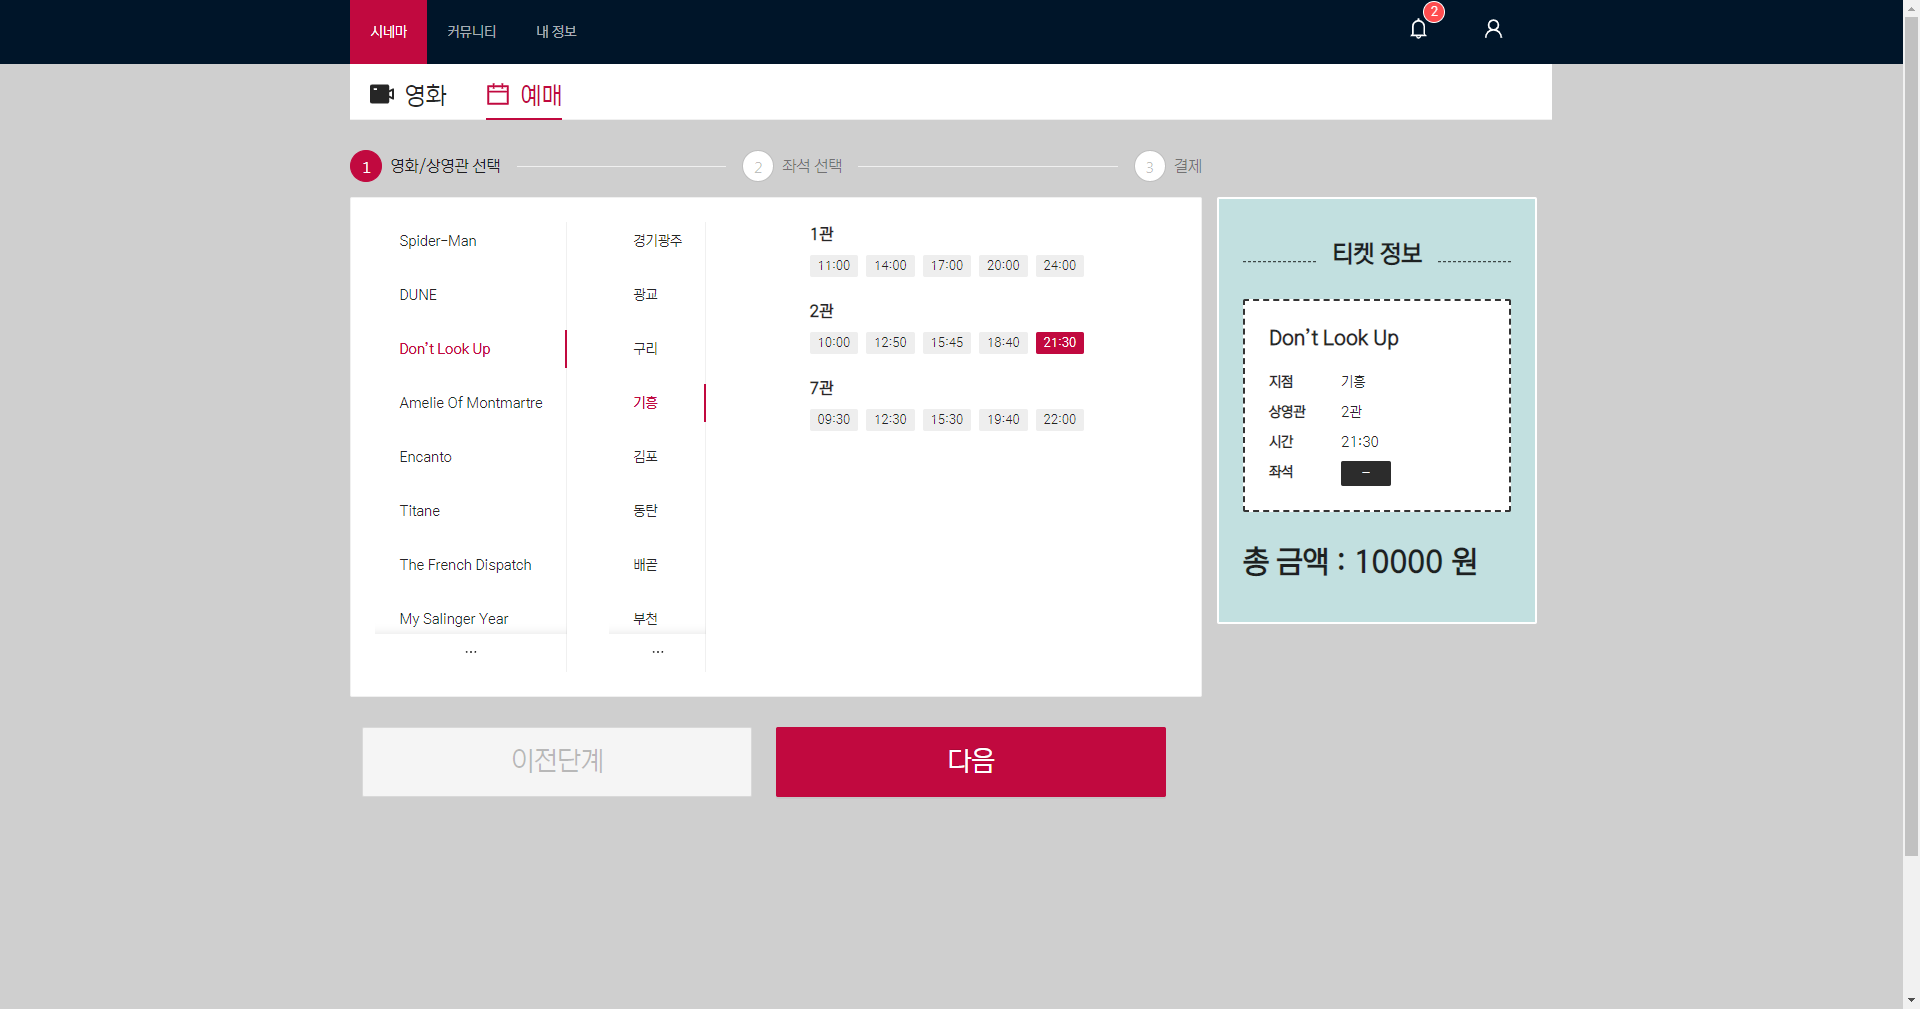 시네마 커뮤니티 내 정보 2
영화 예매
1 영화/상영관 선택 2 좌석 선택 3 결제
Spider-Man
DUNE
Don't Look Up
Amelie Of Montmartre
Encanto
Titane
The French Dispatch
My Salinger Year
...
경기광주
광교
구리
기흥
김포
동탄
배곧
부천
...
1관
11:00 14:00 17:00 20:00 24:00
2관
10:00 12:50 15:45 18:40 21:30
7관
09:30 12:30 15:30 19:40 22:00
티켓 정보
Don't Look Up
지점 기흥
상영관 2관
시간 21:30
좌석 –
총 금액 : 10000 원
이전단계 다음